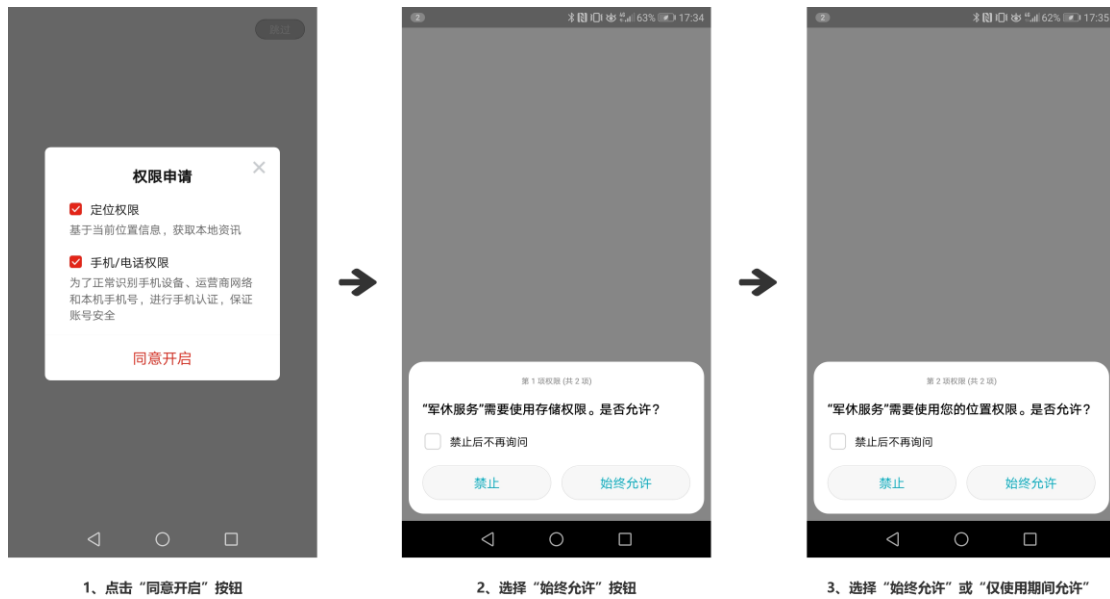 跳过
权限申请
定位权限
基于当前位置信息，获取本地资讯
手机/电话权限
为了正常识别手机设备、运营商网络
和本机手机号，进行手机认证，保证
账号安全
同意开启
1、点击“同意开启”按钮
2
63% 17:34
第 1 项权限 (共 2 项)
“军休服务”需要使用存储权限。是否允许？
禁止后不再询问
禁止
始终允许
2、选择“始终允许”按钮
2
62% 17:35
第 2 项权限 (共 2 项)
“军休服务”需要使用您的位置权限。是否允许？
禁止后不再询问
禁止
始终允许
3、选择“始终允许”或“仅使用期间允许”